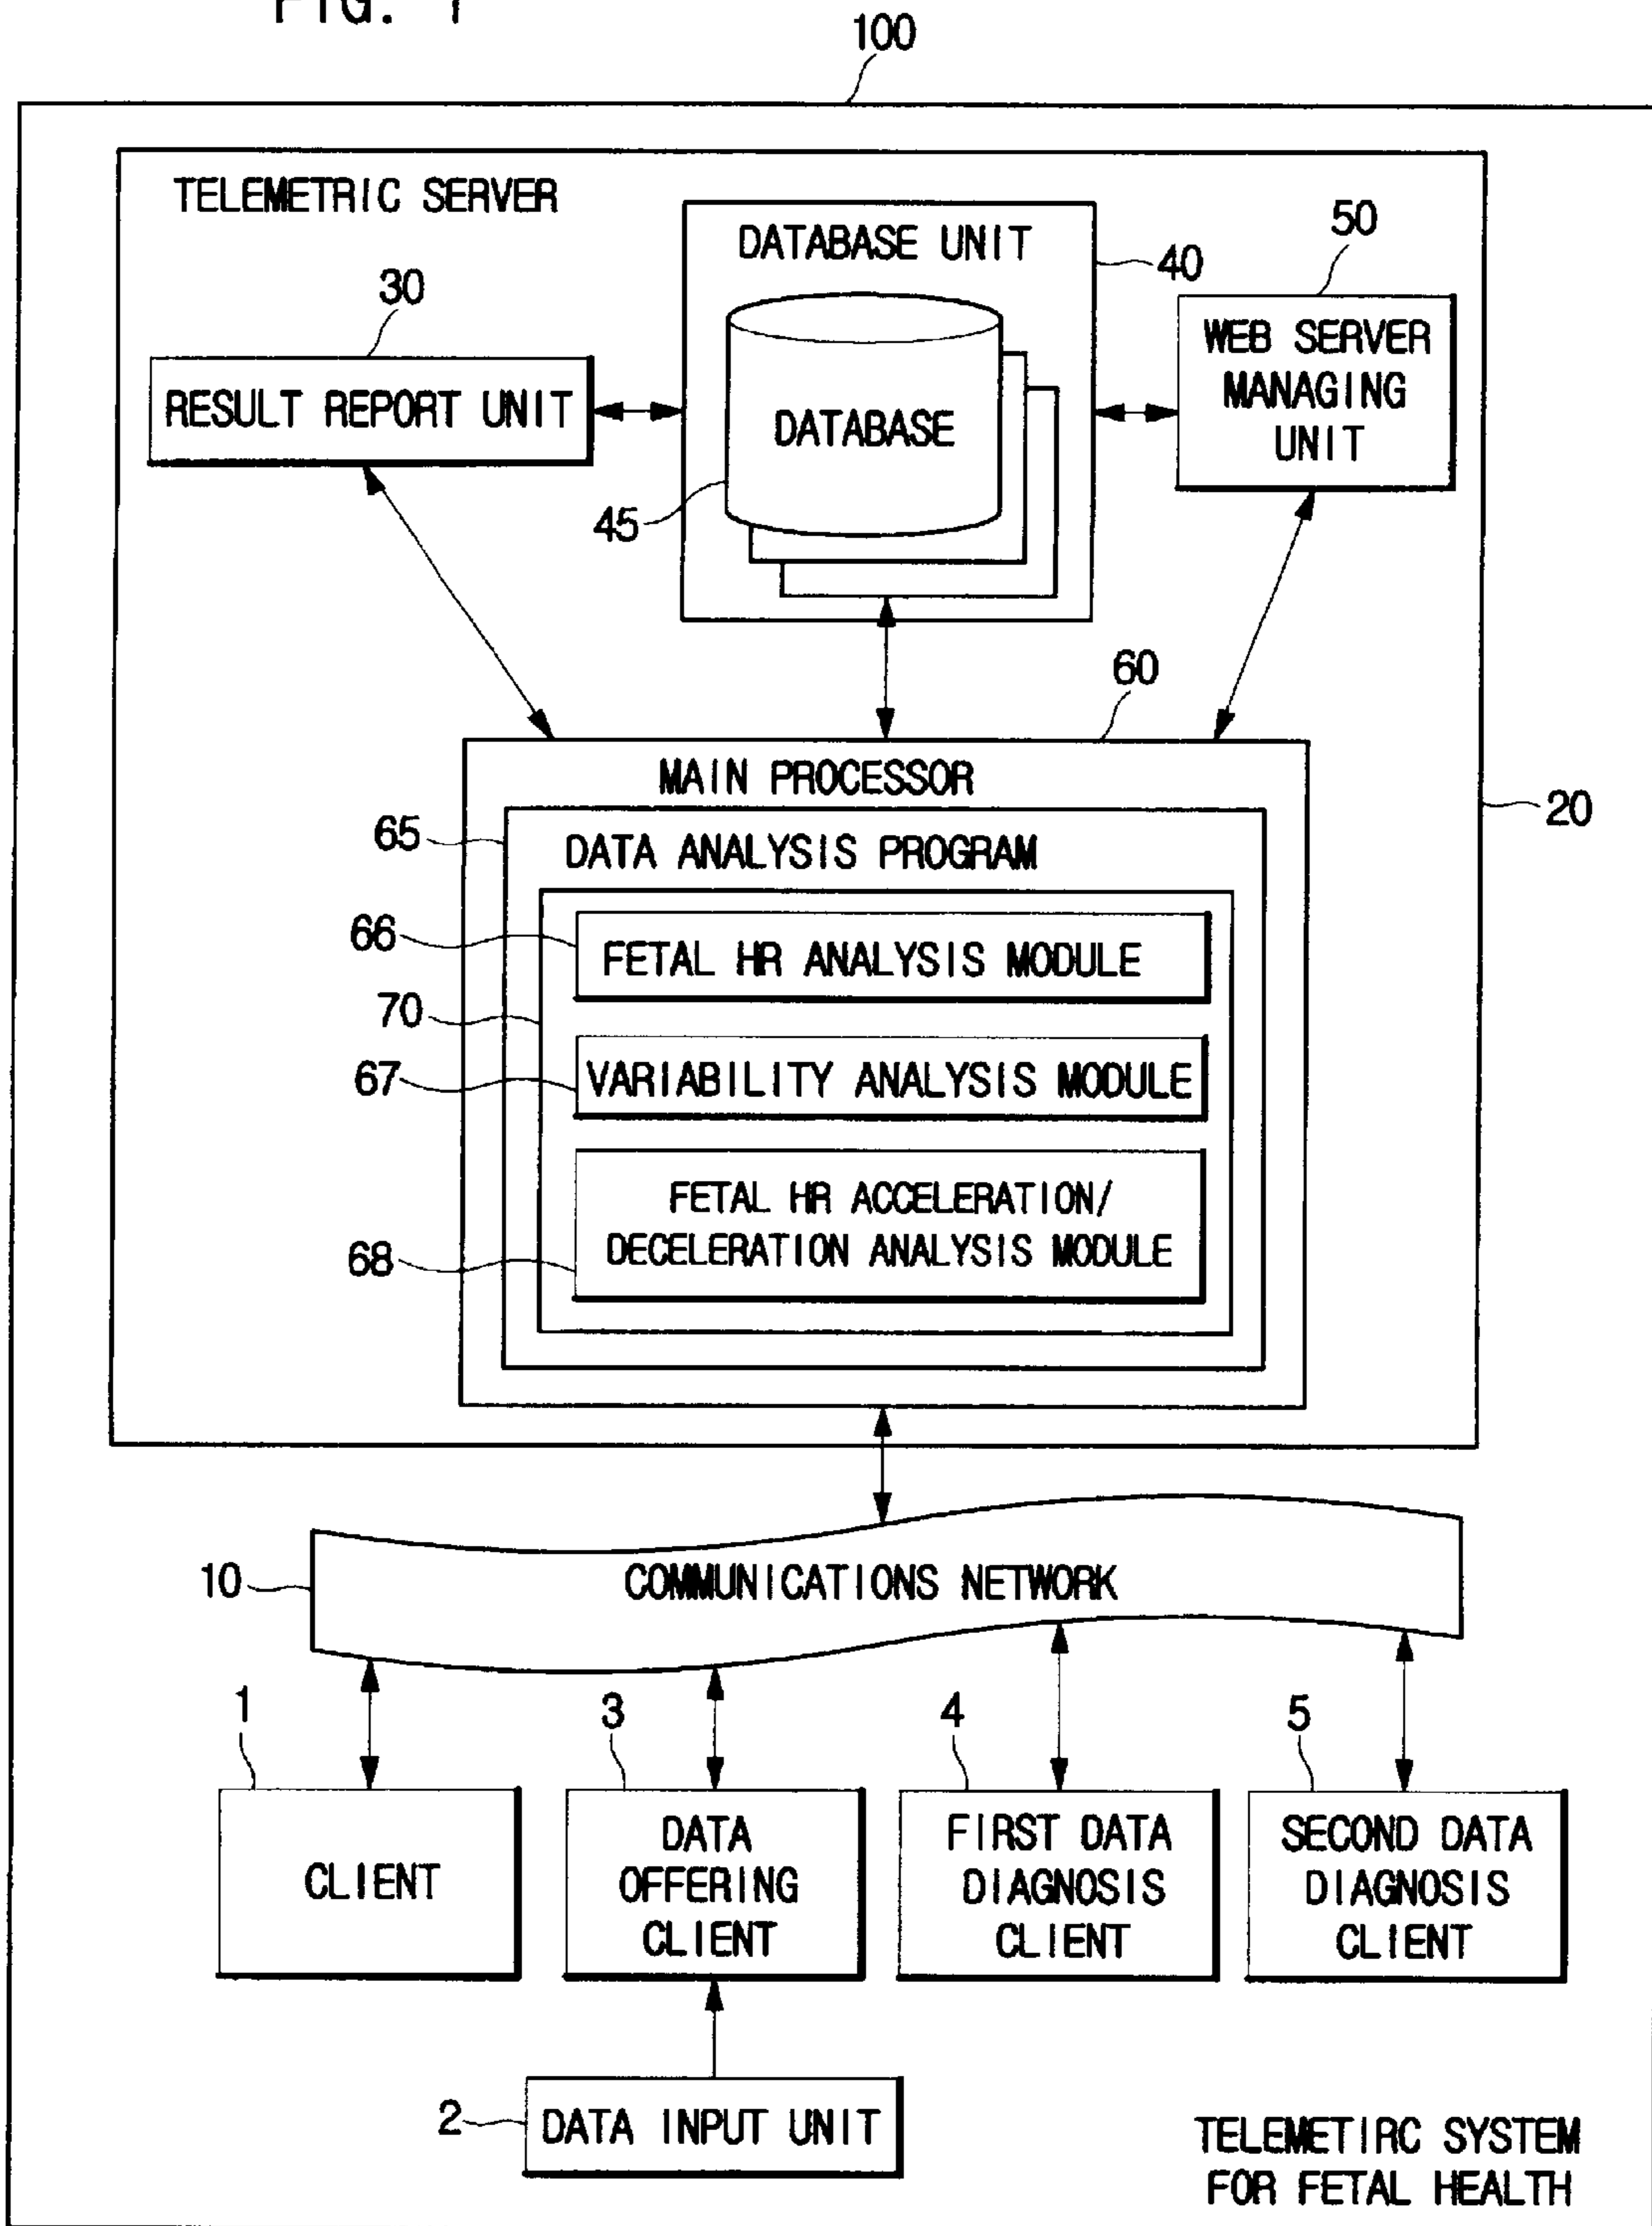 FIG. 1
100
TELEMETRIC SERVER
DATABASE UNIT
40
50
30
RESULT REPORT UNIT
DATABASE
45
WEB SERVER
MANAGING
UNIT
60
MAIN PROCESSOR
20
65
DATA ANALYSIS PROGRAM
66
FETAL HR ANALYSIS MODULE
70
67
VARIABILITY ANALYSIS MODULE
FETAL HR ACCELERATION/
DECELERATION ANALYSIS MODULE
68
10
COMMUNICATIONS NETWORK
1
3
4
5
CLIENT
DATA
OFFERING
CLIENT
FIRST DATA
DIAGNOSIS
CLIENT
SECOND DATA
DIAGNOSIS
CLIENT
2
DATA INPUT UNIT
TELEMETIRC SYSTEM
FOR FETAL HEALTH